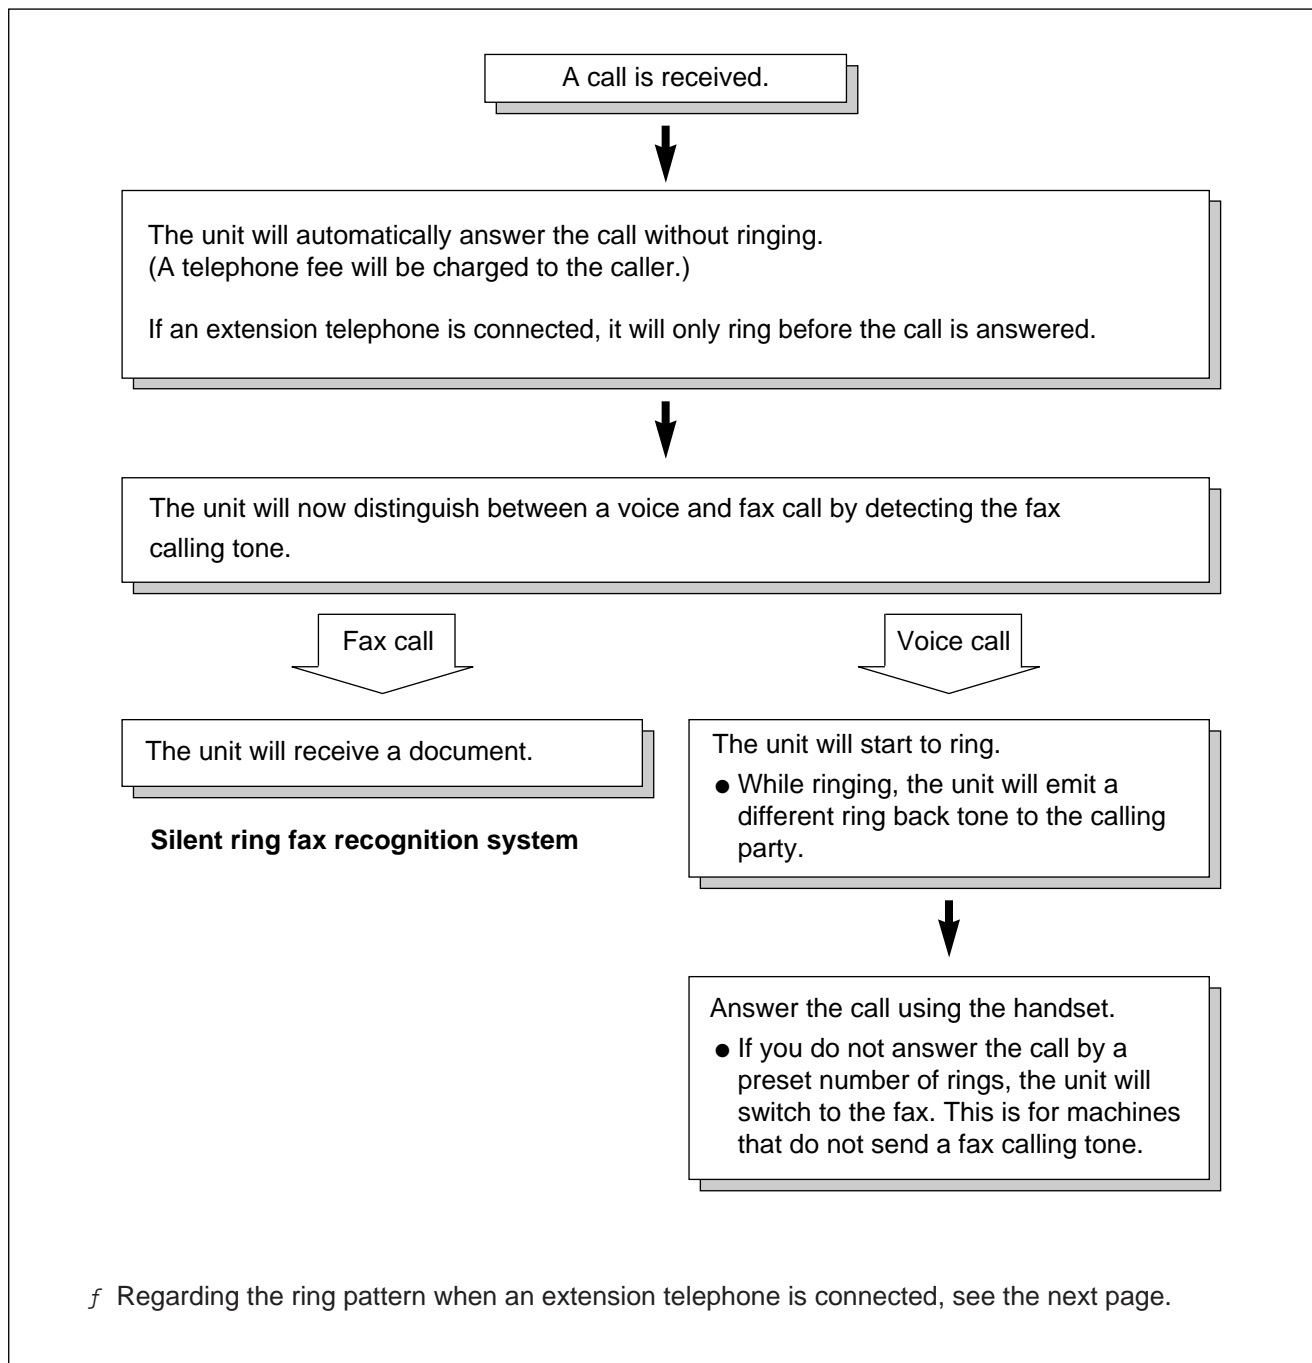 A call is received.
The unit will automatically answer the call without ringing.
(A telephone fee will be charged to the caller.)
If an extension telephone is connected, it will only ring before the call is answered.
The unit will now distinguish between a voice and fax call by detecting the fax
calling tone.
Fax call
Voice call
The unit will receive a document.
Silent ring fax recognition system
The unit will start to ring.
● While ringing, the unit will emit a
different ring back tone to the calling
party.
Answer the call using the handset.
● If you do not answer the call by a
preset number of rings, the unit will
switch to the fax. This is for machines
that do not send a fax calling tone.
ƒ Regarding the ring pattern when an extension telephone is connected, see the next page.